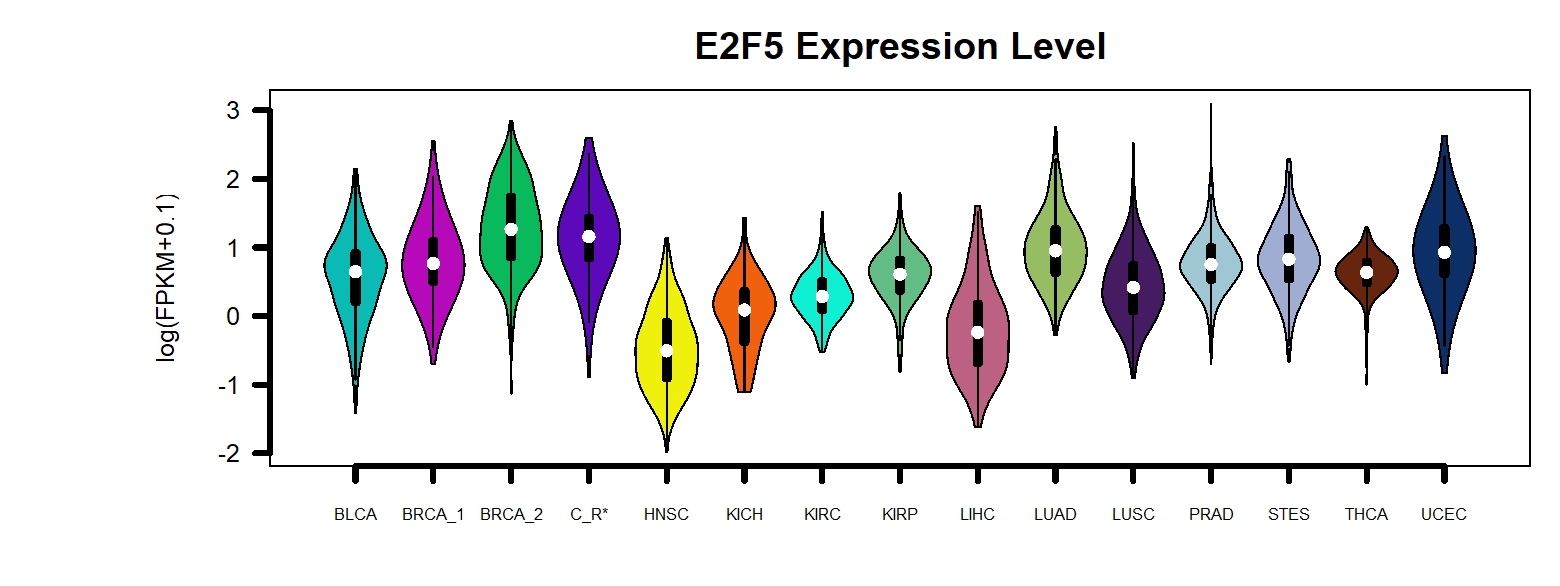 E2F5 Expression Level
log(FPKM+0.1)
3
2
1
0
-1
-2
BLCA BRCA_1 BRCA_2 C_R* HNSC KICH KIRC KIRP LIHC LUAD LUSC PRAD STES THCA UCEC